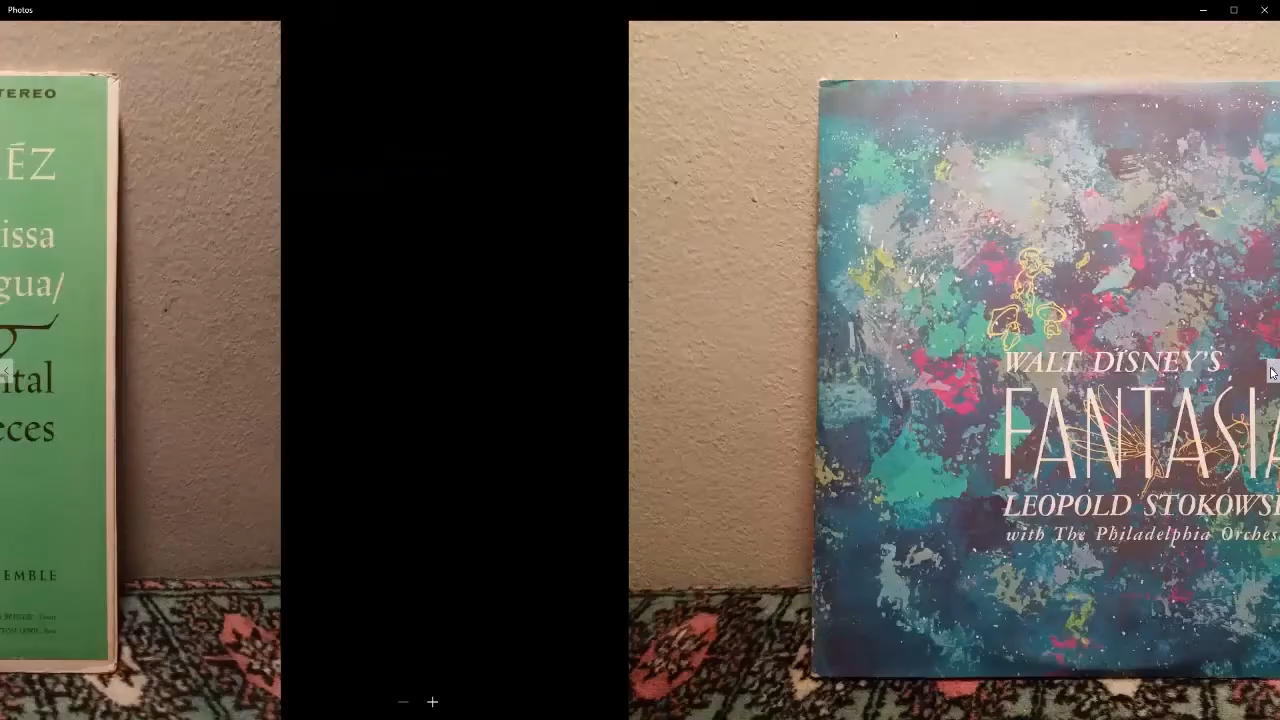 Photos
TEREO
ÉZ
issa
gua/
ital
eces
EMBLE
WALT DISNEY'S
FANTASIA
LEOPOLD STOKOWSK
with The Philadelphia Orches